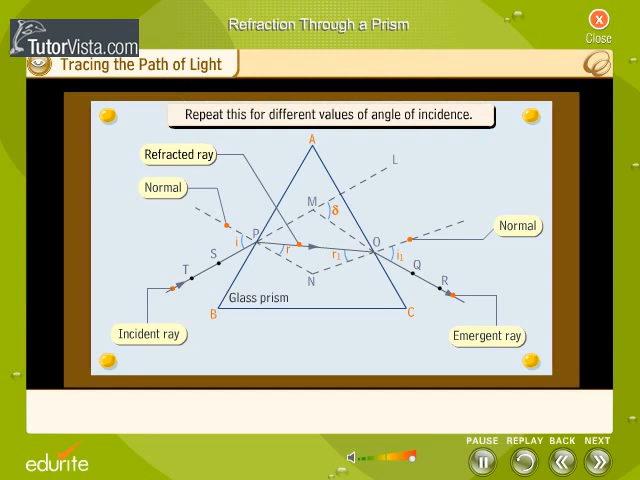 Refraction Through a Prism
X
Close
TutorVista.com
Tracing the Path of Light
Repeat this for different values of angle of incidence.
A
Refracted ray
L
Normal
M
δ
P
O
Normal
S
i
r
r1
i1
T
N
Q
R
Glass prism
B
C
Incident ray
Emergent ray
PAUSE REPLAY BACK NEXT
edurite